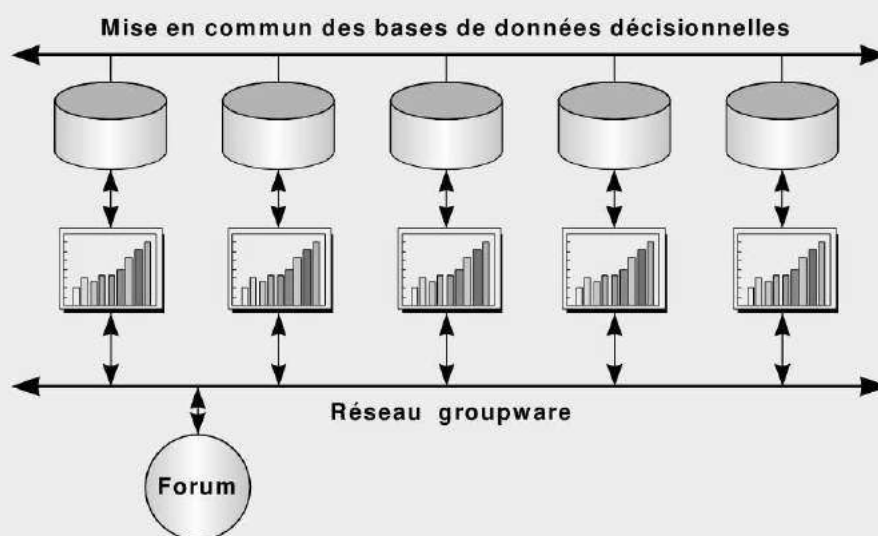 Mise en commun des bases de données décisionnelles
Réseau groupware
Forum